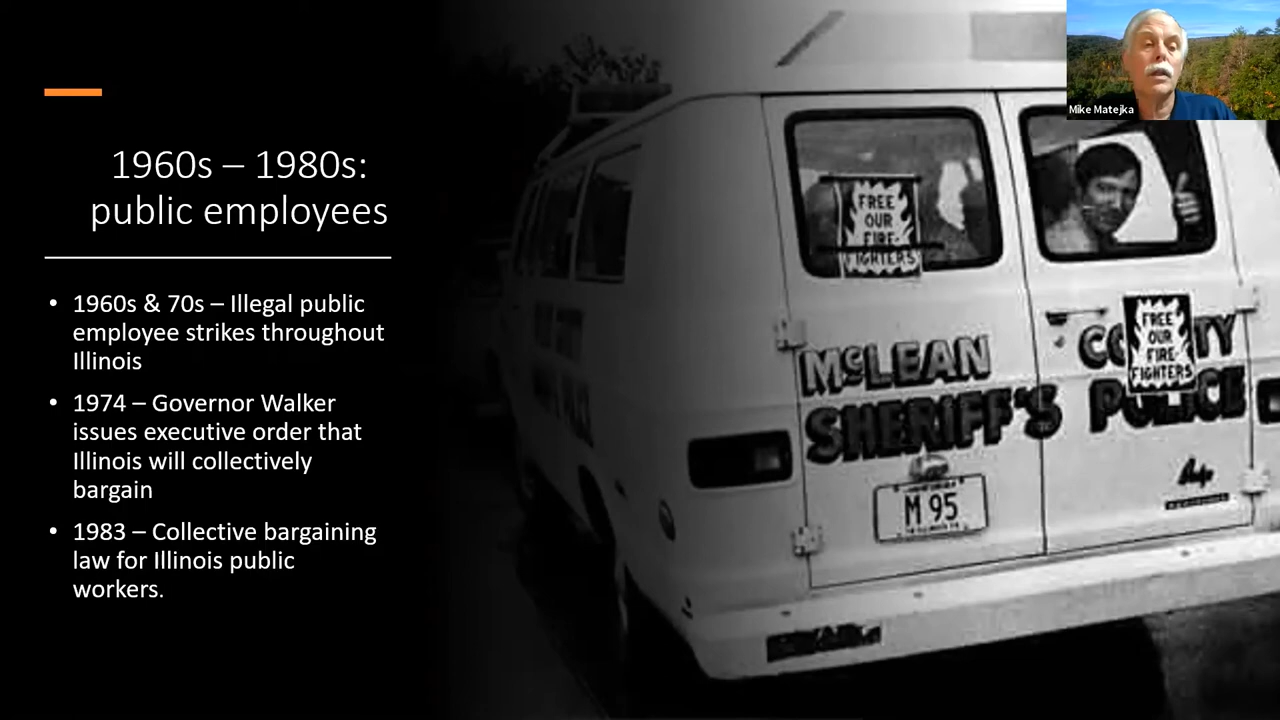 1960s – 1980s:
public employees
• 1960s & 70s – Illegal public
employee strikes throughout
Illinois
• 1974 – Governor Walker
issues executive order that
Illinois will collectively
bargain
• 1983 – Collective bargaining
law for Illinois public
workers.
FREE
OUR
FIRE-
FIGHTERS
FREE
OUR
FIRE-
FIGHTERS
McLEAN CO TY
SHERIFF'S POLICE
M 95
Mike Matejka